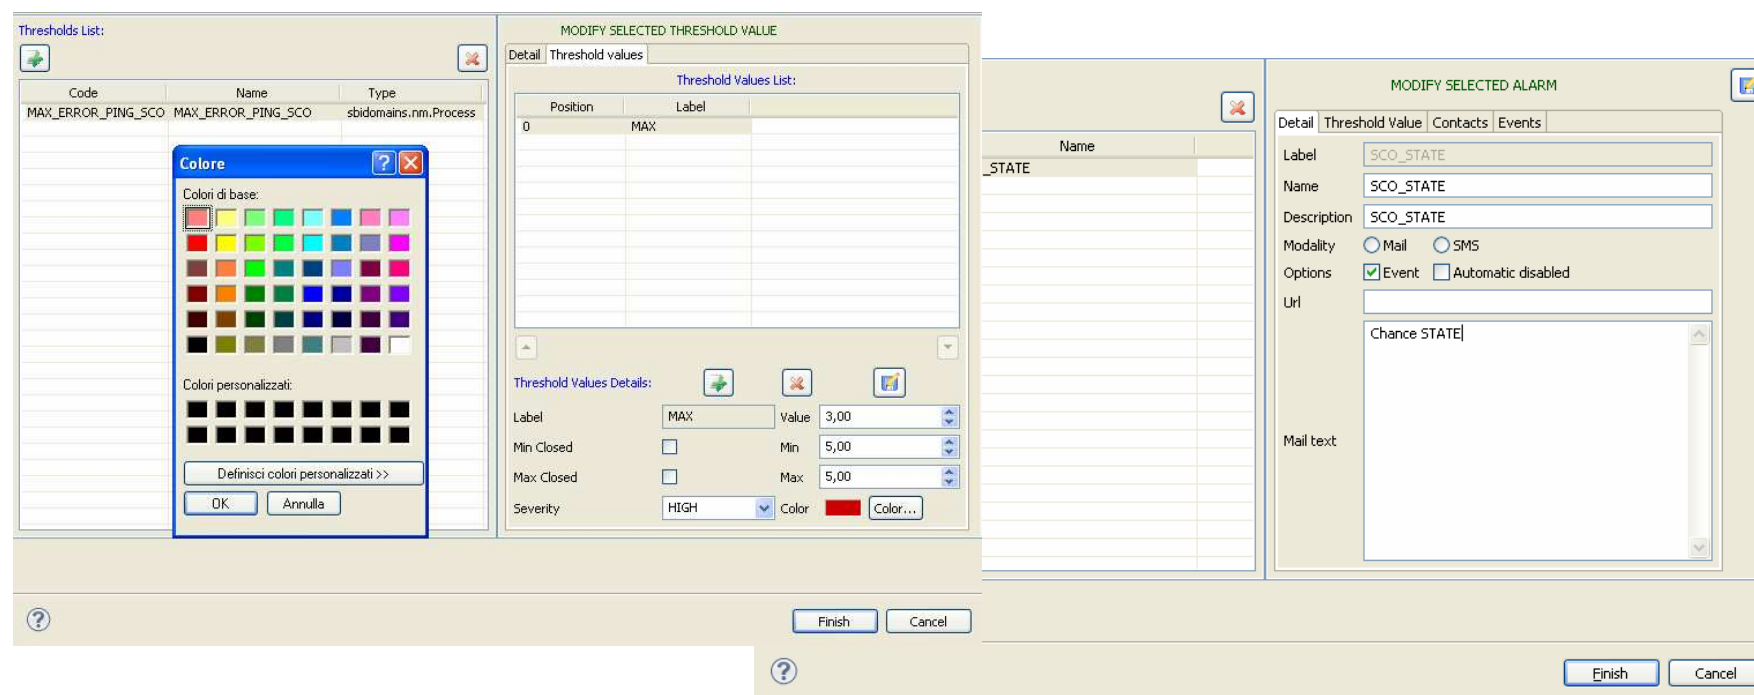 Thresholds List:
Code Name Type
MAX_ERROR_PING_SCO MAX_ERROR_PING_SCO sbidomains.nm.Process
Colore
Colori di base:
Colori personalizzati:
Definisci colori personalizzati >>
OK Annulla
MODIFY SELECTED THRESHOLD VALUE
Detail Threshold values
Threshold Values List:
Position Label
0 MAX
Threshold Values Details:
Label MAX Value 3,00
Min Closed Min 5,00
Max Closed Max 5,00
Severity HIGH Color Color...
Finish Cancel
Name
_STATE
MODIFY SELECTED ALARM
Detail Threshold Value Contacts Events
Label SCO_STATE
Name SCO_STATE
Description SCO_STATE
Modality Mail SMS
Options Event Automatic disabled
Url
Mail text Chance STATE
Finish Cancel